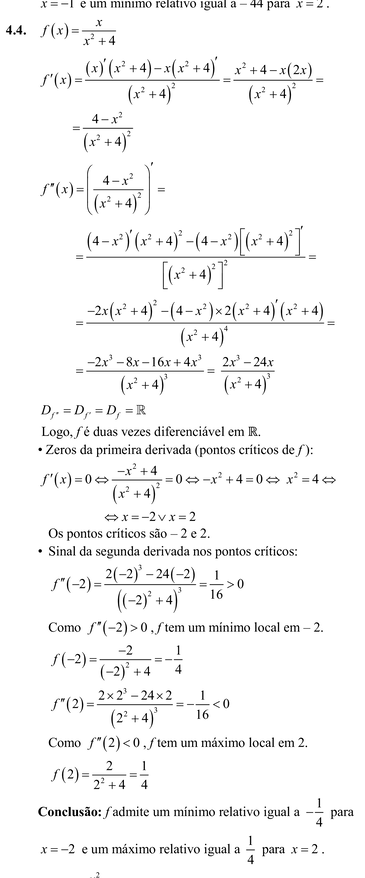 x = −1 e um mínimo relativo igual a − 44 para x = 2 .
4.4. f(x) = x/(x² + 4)
f′(x) = ((x)′(x² + 4) − x(x² + 4)′)/(x² + 4)² = (x² + 4 − x(2x))/(x² + 4)² =
= (4 − x²)/(x² + 4)²
f″(x) = ((4 − x²)/(x² + 4)²)′ =
= ((4 − x²)′(x² + 4)² − (4 − x²)[(x² + 4)²]′)/[(x² + 4)²]² =
= (−2x(x² + 4)² − (4 − x²) × 2(x² + 4)′(x² + 4))/(x² + 4)⁴ =
= (−2x³ − 8x − 16x + 4x³)/(x² + 4)³ = (2x³ − 24x)/(x² + 4)³
D_f″ = D_f′ = D_f = ℝ
Logo, f é duas vezes diferenciável em ℝ.
• Zeros da primeira derivada (pontos críticos de f ):
f′(x) = 0 ⇔ (−x² + 4)/(x² + 4)² = 0 ⇔ −x² + 4 = 0 ⇔ x² = 4 ⇔
⇔ x = −2 ∨ x = 2
Os pontos críticos são – 2 e 2.
• Sinal da segunda derivada nos pontos críticos:
f″(−2) = (2(−2)³ − 24(−2))/((−2)² + 4)³ = 1/16 > 0
Como f″(−2) > 0 , f tem um mínimo local em – 2.
f(−2) = −2/((−2)² + 4) = −1/4
f″(2) = (2 × 2³ − 24 × 2)/(2² + 4)³ = −1/16 < 0
Como f″(2) < 0 , f tem um máximo local em 2.
f(2) = 2/(2² + 4) = 1/4
Conclusão: f admite um mínimo relativo igual a −1/4 para
x = −2 e um máximo relativo igual a 1/4 para x = 2 .